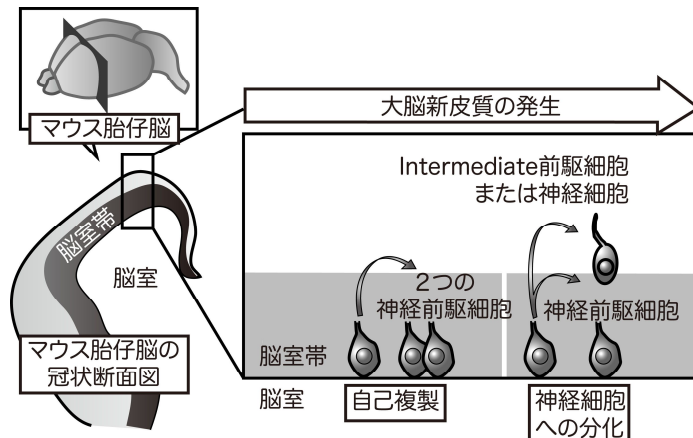 マウス胎仔脳
大脳新皮質の発生
Intermediate前駆細胞
または神経細胞
脳室帯
脳室
2つの
神経前駆細胞
神経前駆細胞
マウス胎仔脳の
冠状断面図
脳室帯
脳室
自己複製
神経細胞
への分化